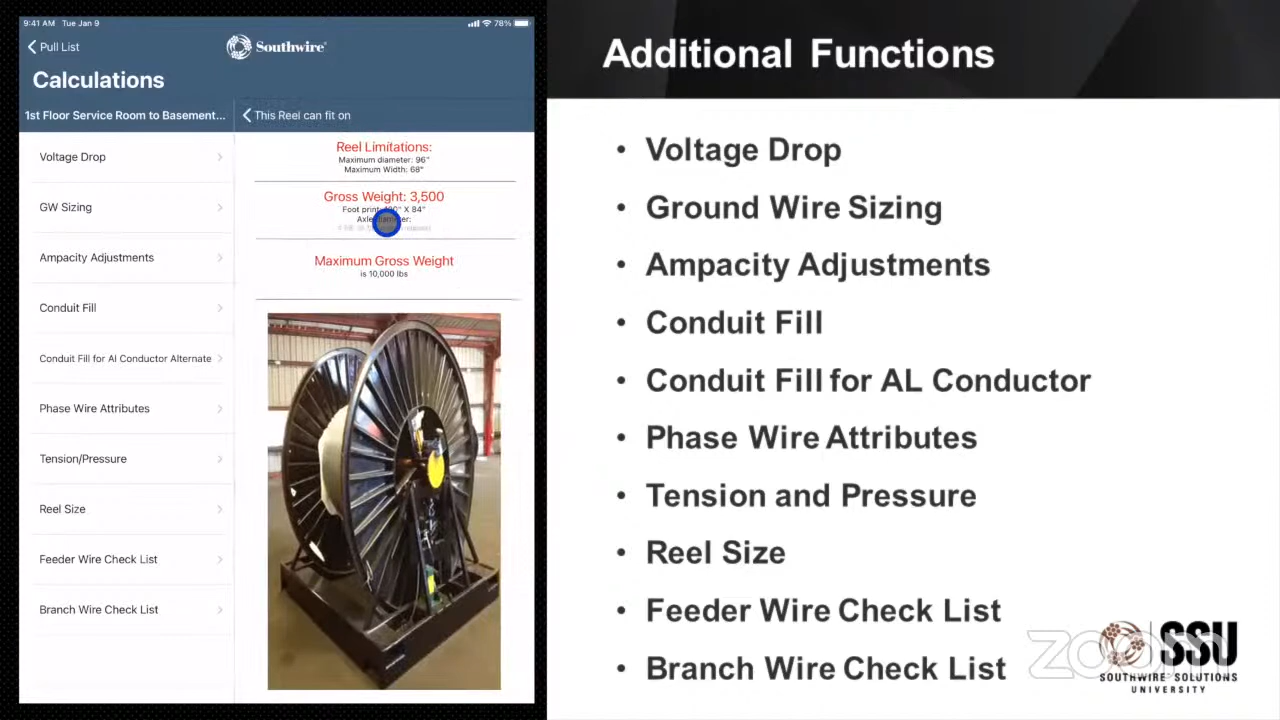 9:41 AM Tue Jan 9
78%
Pull List
Southwire
Calculations
1st Floor Service Room to Basement...
This Reel can fit on
Voltage Drop
GW Sizing
Ampacity Adjustments
Conduit Fill
Conduit Fill for Al Conductor Alternate
Phase Wire Attributes
Tension/Pressure
Reel Size
Feeder Wire Check List
Branch Wire Check List
Reel Limitations:
Maximum diameter: 96"
Maximum Width: 68"
Gross Weight: 3,500
Foot print: X 84"
Axle diameter:
Maximum Gross Weight
is 10,000 lbs
Additional Functions
• Voltage Drop
• Ground Wire Sizing
• Ampacity Adjustments
• Conduit Fill
• Conduit Fill for AL Conductor
• Phase Wire Attributes
• Tension and Pressure
• Reel Size
• Feeder Wire Check List
• Branch Wire Check List
zoom
SSU
SOUTHWIRE SOLUTIONS
UNIVERSITY